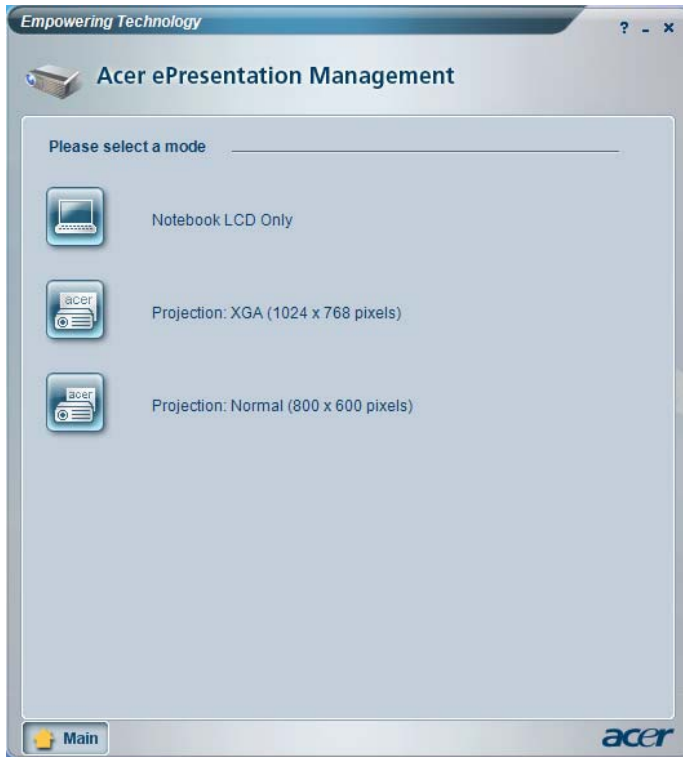 Empowering Technology
? - x
Acer ePresentation Management
Please select a mode
Notebook LCD Only
acer
Projection: XGA (1024 x 768 pixels)
acer
Projection: Normal (800 x 600 pixels)
Main
acer